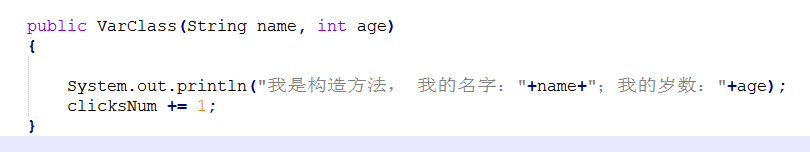 public VarClass(String name, int age)
{
System.out.println("我是构造方法， 我的名字："+name+"；我的岁数："+age);
clicksNum += 1;
}